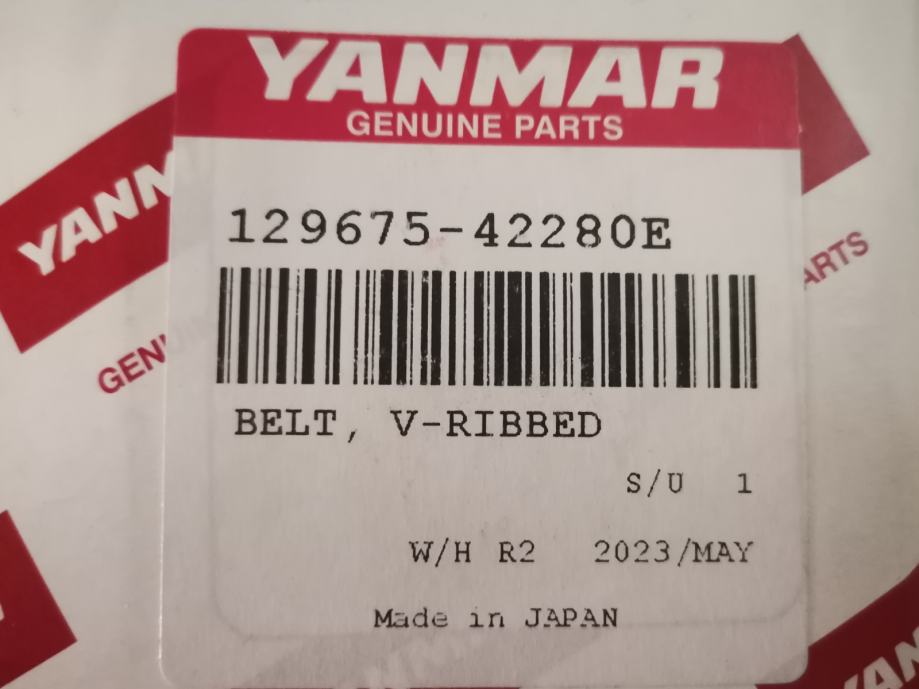 YANMAR
GENUINE PARTS
129675-42280E
BELT, V-RIBBED
S/U 1
W/H R2 2023/MAY
Made in JAPAN
YANM
GENU
ARTS